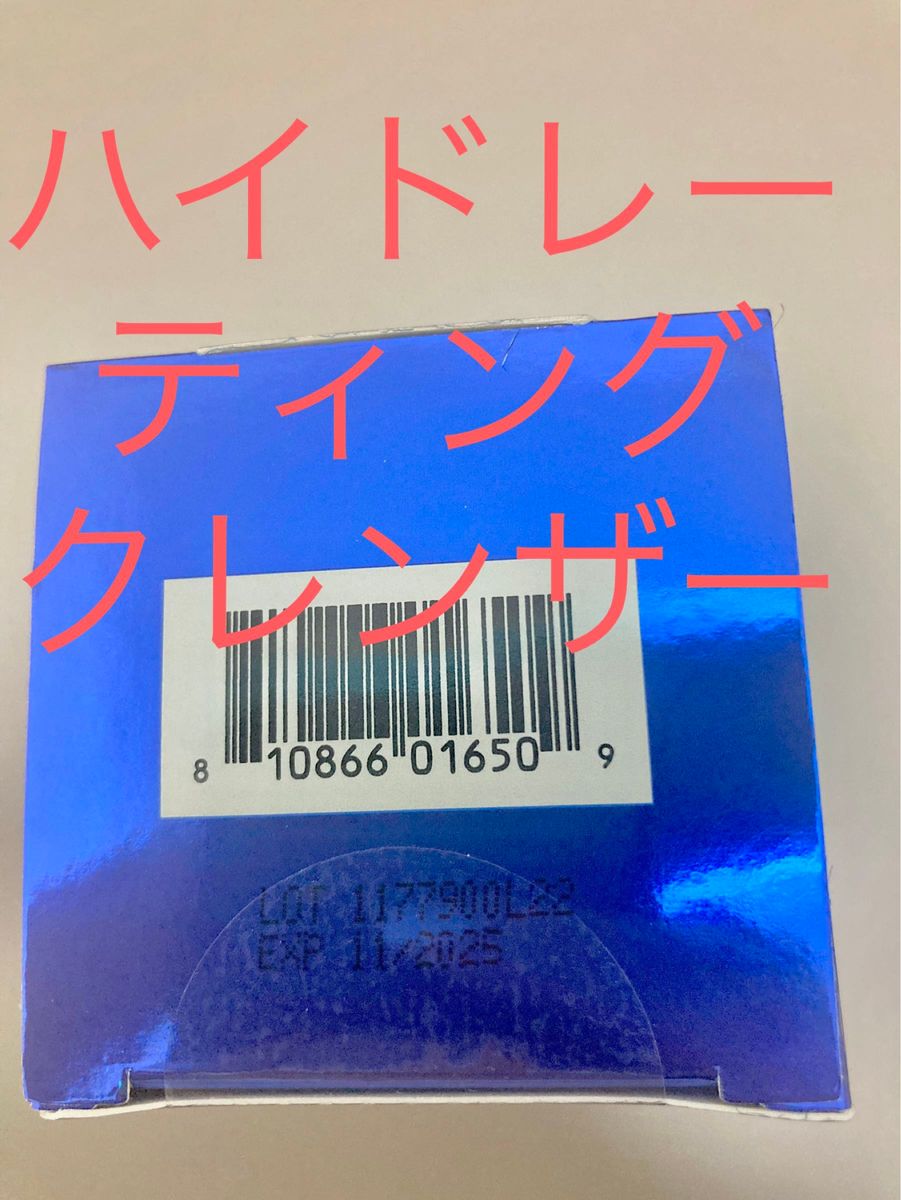 ハイドレー
ティング
クレンザー
8 10866 01650 9
LOT 1177900L22
EXP 11/2025